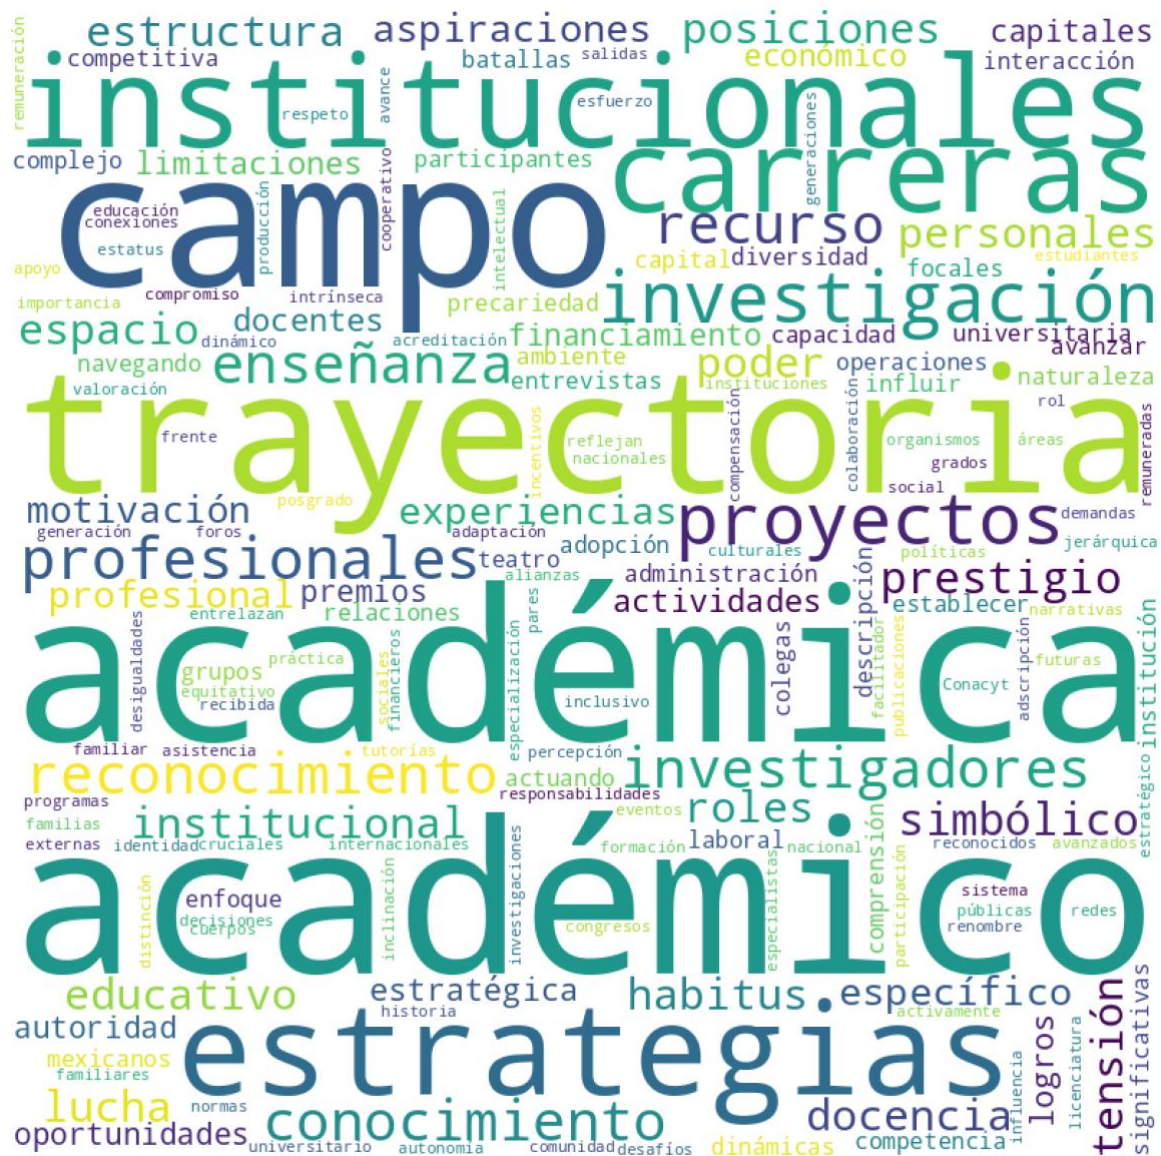 remuneración
estructura
aspiraciones
posiciones
capitales
competitiva
batallas
salidas
económico
interacción
institucionales
respeto
avance
esfuerzo
generaciones
complejo
limitaciones
cooperativo
participantes
carreras
campo
educación
conexiones
estatus
producción
intelectual
recurso
personales
apoyo
capital
diversidad
focales
estudiantes
importancia
compromiso
intrínseca
precariedad
investigación
espacio
dinámico
docentes
acreditación
financiamiento
capacidad
universitaria
avanzar
navegando
enseñanza
ambiente
poder
operaciones
valoración
entrevistas
instituciones
influir
naturaleza
trayectoria
frente
incentivos
reflejan
nacionales
compensación
colaboración
organismos
rol
áreas
remuneradas
grados
social
posgrado
motivación
experiencias
proyectos
demandas
generación
foros
adaptación
profesionales
teatro
adopción
culturales
políticas
jerárquica
profesional
premios
alianzas
administración
descripción
prestigio
entrelazan
relaciones
pares
actividades
establecer
narrativas
académica
desigualdades
grupos
práctica
equitativo
recibida
sociales
financieros
especialización
inclusivo
colegas
facilitador
publicaciones
Conacyt
adscripción
futuras
institución
familiar
asistencia
tutorías
percepción
reconocimiento
actuando
investigadores
estratégico
programas
responsabilidades
familias
institucional
eventos
roles
simbólico
externas
identidad
cruciales
internacionales
formación
laboral
nacional
comprensión
reconocidos
avanzados
académico
distinción
enfoque
decisiones
cuerpos
inclinación
investigaciones
congresos
especialistas
participación
sistema
públicas
redes
renombre
educativo
estratégica
habitus
específico
historia
activamente
autoridad
estrategias
logros
licenciatura
tensión
significativas
mexicanos
familiares
lucha
normas
conocimiento
docencia
influencia
oportunidades
universitario
autonomia
comunidad
desafíos
dinámicas
competencia